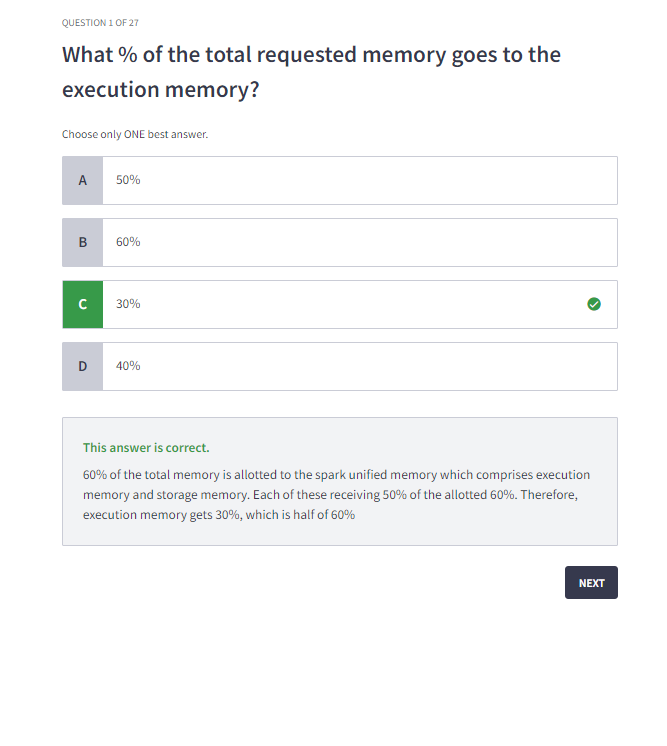 QUESTION 1 OF 27
What % of the total requested memory goes to the
execution memory?
Choose only ONE best answer.
A 50%
B 60%
C 30%
D 40%
This answer is correct.
60% of the total memory is allotted to the spark unified memory which comprises execution
memory and storage memory. Each of these receiving 50% of the allotted 60%. Therefore,
execution memory gets 30%, which is half of 60%
NEXT